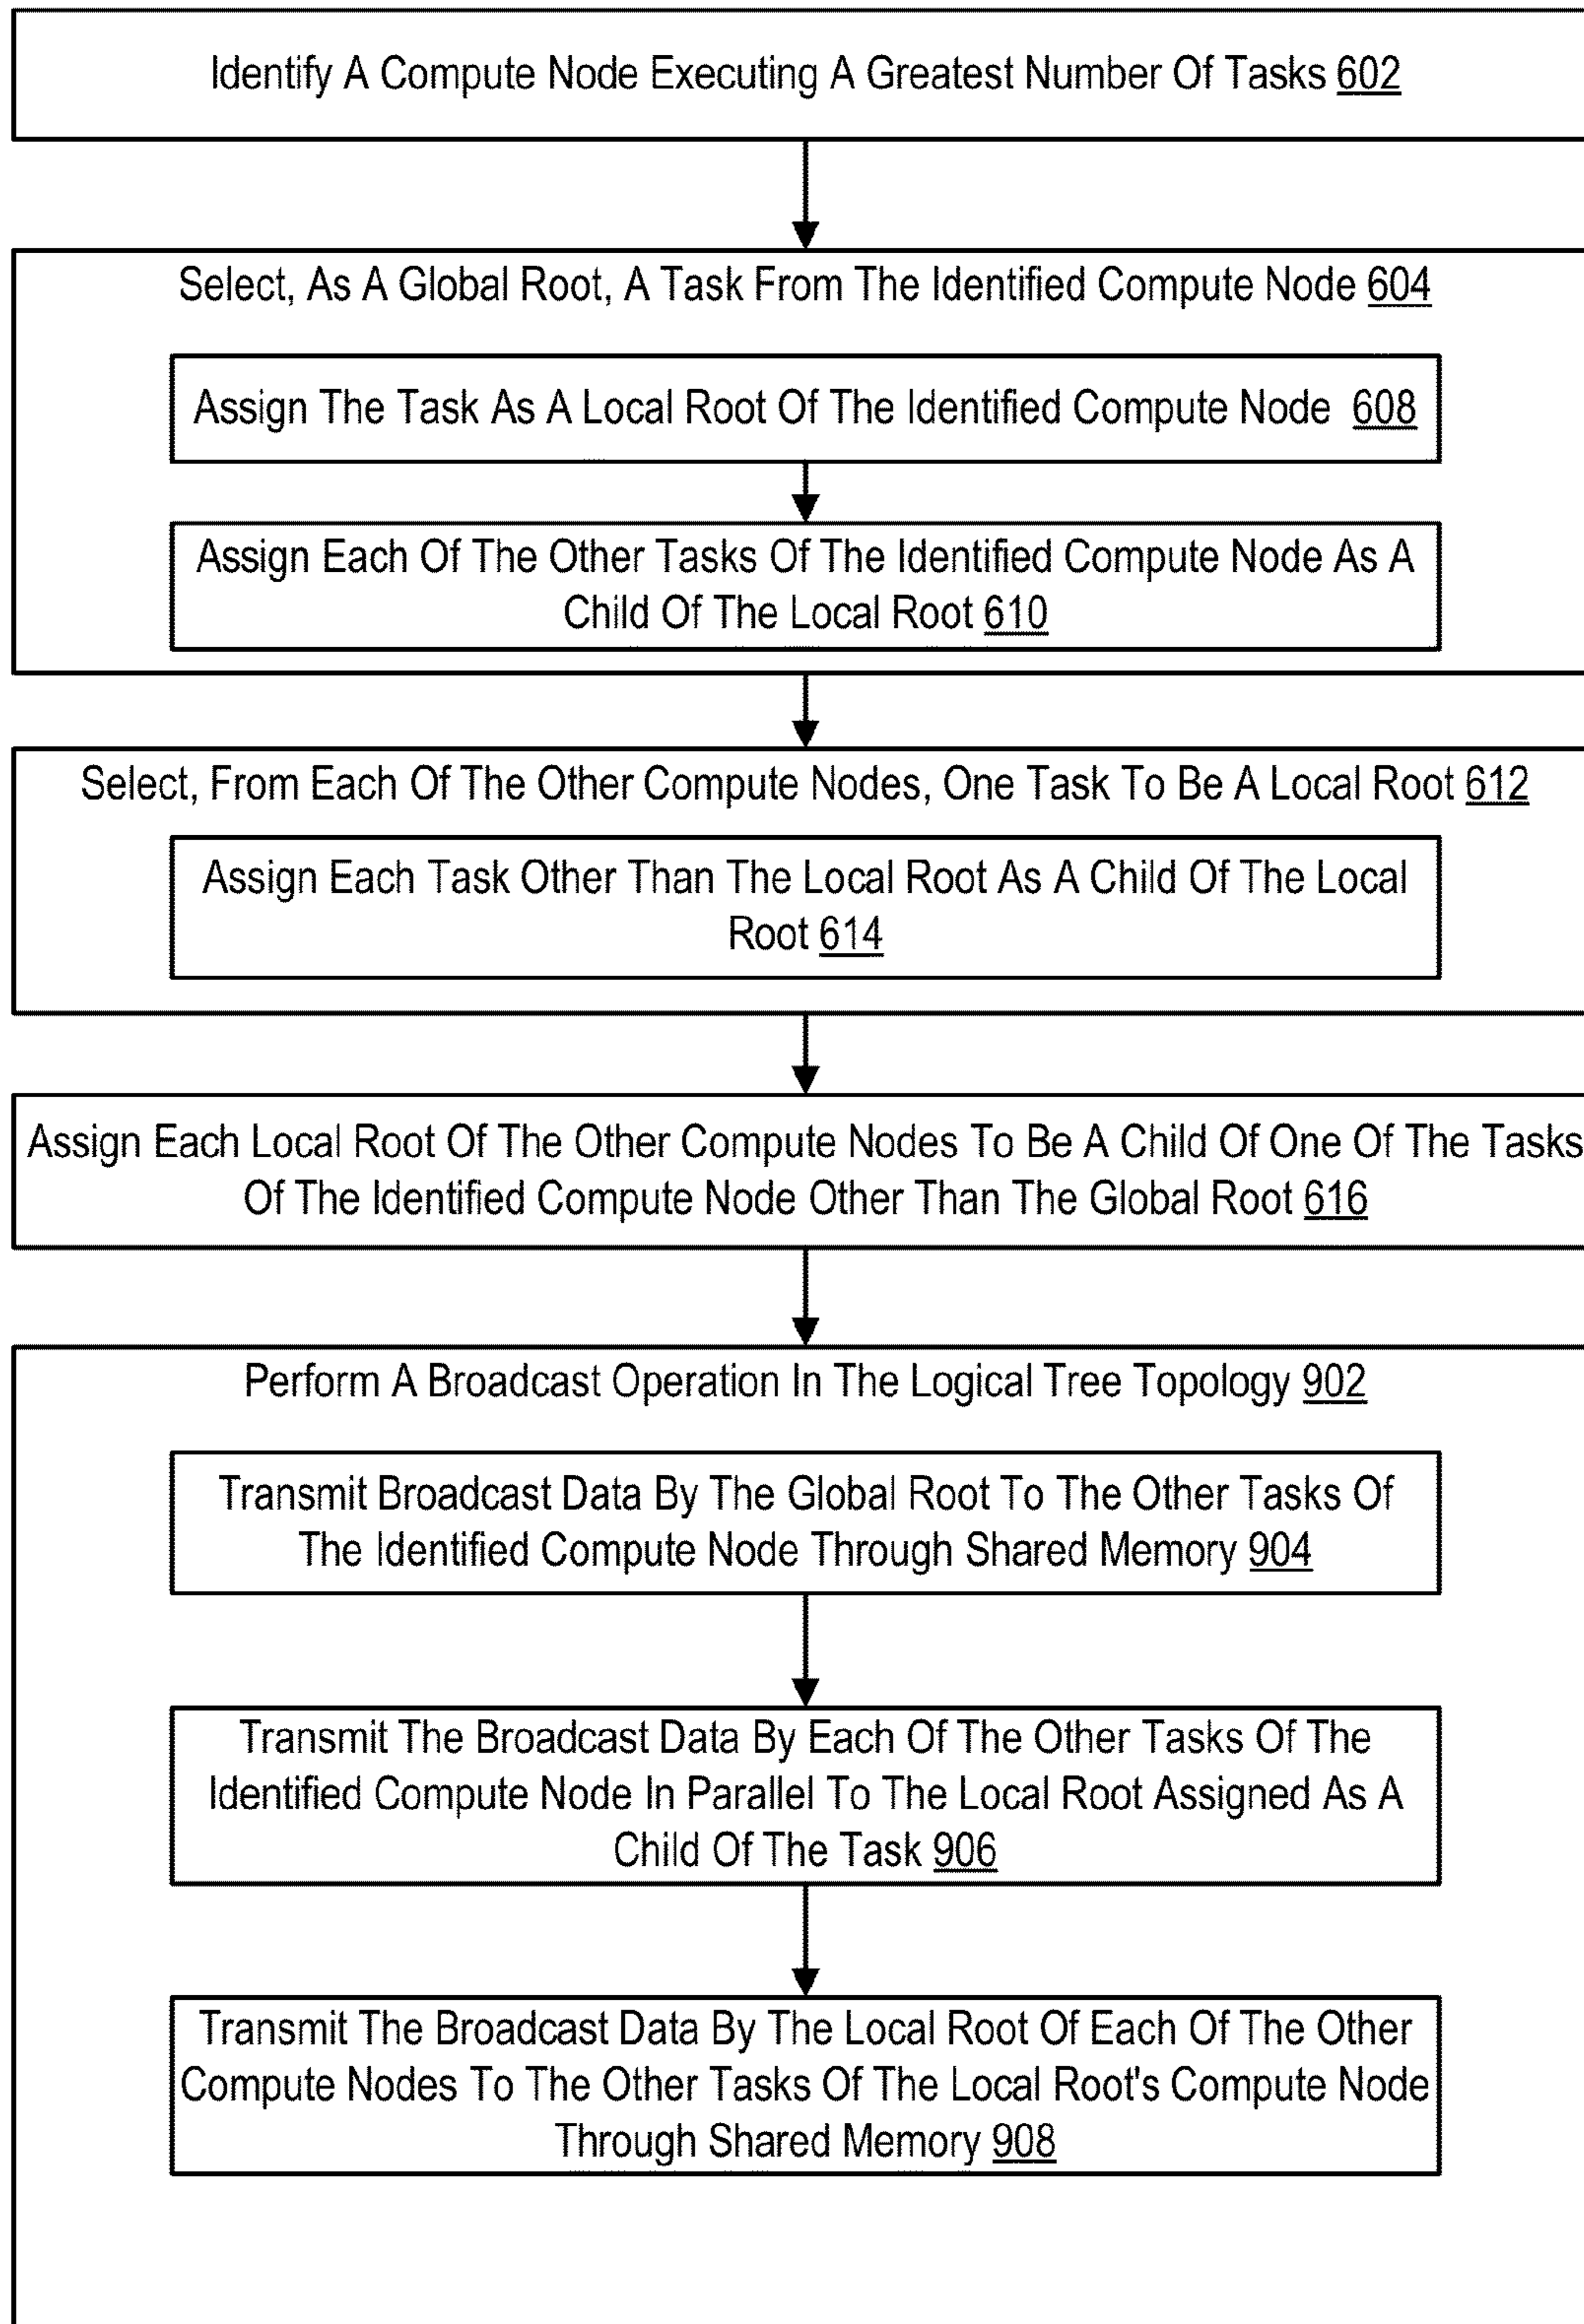 Identify A Compute Node Executing A Greatest Number Of Tasks 602
Select, As A Global Root, A Task From The Identified Compute Node 604
Assign The Task As A Local Root Of The Identified Compute Node 608
Assign Each Of The Other Tasks Of The Identified Compute Node As A
Child Of The Local Root 610
Select, From Each Of The Other Compute Nodes, One Task To Be A Local Root 612
Assign Each Task Other Than The Local Root As A Child Of The Local
Root 614
Assign Each Local Root Of The Other Compute Nodes To Be A Child Of One Of The Tasks
Of The Identified Compute Node Other Than The Global Root 616
Perform A Broadcast Operation In The Logical Tree Topology 902
Transmit Broadcast Data By The Global Root To The Other Tasks Of
The Identified Compute Node Through Shared Memory 904
Transmit The Broadcast Data By Each Of The Other Tasks Of The
Identified Compute Node In Parallel To The Local Root Assigned As A
Child Of The Task 906
Transmit The Broadcast Data By The Local Root Of Each Of The Other
Compute Nodes To The Other Tasks Of The Local Root's Compute Node
Through Shared Memory 908